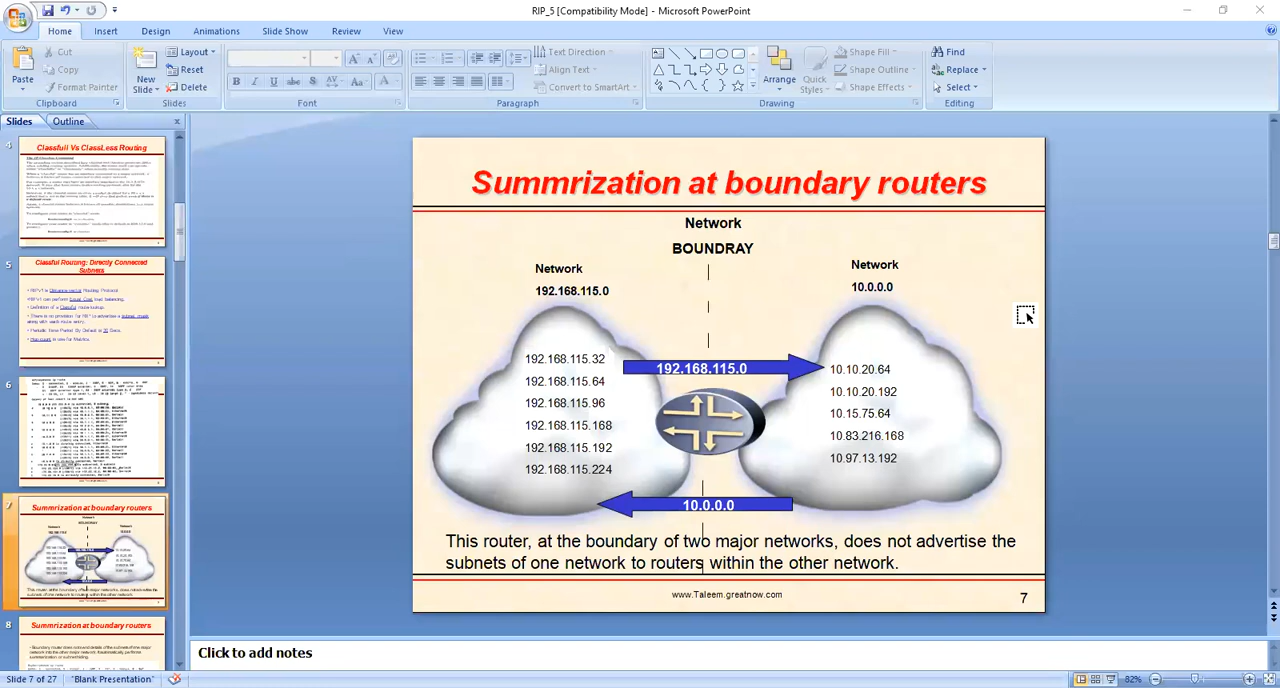 RIP_5 [Compatibility Mode] - Microsoft PowerPoint
Home Insert Design Slide Show Animations Review View
Paste
Cut
Copy
Format Painter
Clipboard
New Slide
Layout
Reset
Delete
Slides
B I U abc S AV Aa A
Font
Text Direction
Align Text
Convert to SmartArt
Paragraph
Arrange
Quick Styles
Shape Fill
Shape Outline
Shape Effects
Drawing
Find
Replace
Select
Editing
Slides Outline
4
Classfull Vs ClassLess Routing
5
Classful Routing: Directly Connected
Subnets
6
7
Summrization at boundary routers
8
Summrization at boundary routers
Summrization at boundary routers
Network
BOUNDRAY
Network
192.168.115.0
Network
10.0.0.0
192.168.115.32
192.168.115.64
192.168.115.96
192.168.115.168
192.168.115.192
192.168.115.224
192.168.115.0
10.10.20.64
10.10.20.192
10.15.75.64
10.83.216.168
10.97.13.192
10.0.0.0
This router, at the boundary of two major networks, does not advertise the
subnets of one network to routers within the other network.
www.Taleem.greatnow.com
7
Click to add notes
Slide 7 of 27 "Blank Presentation" 82%